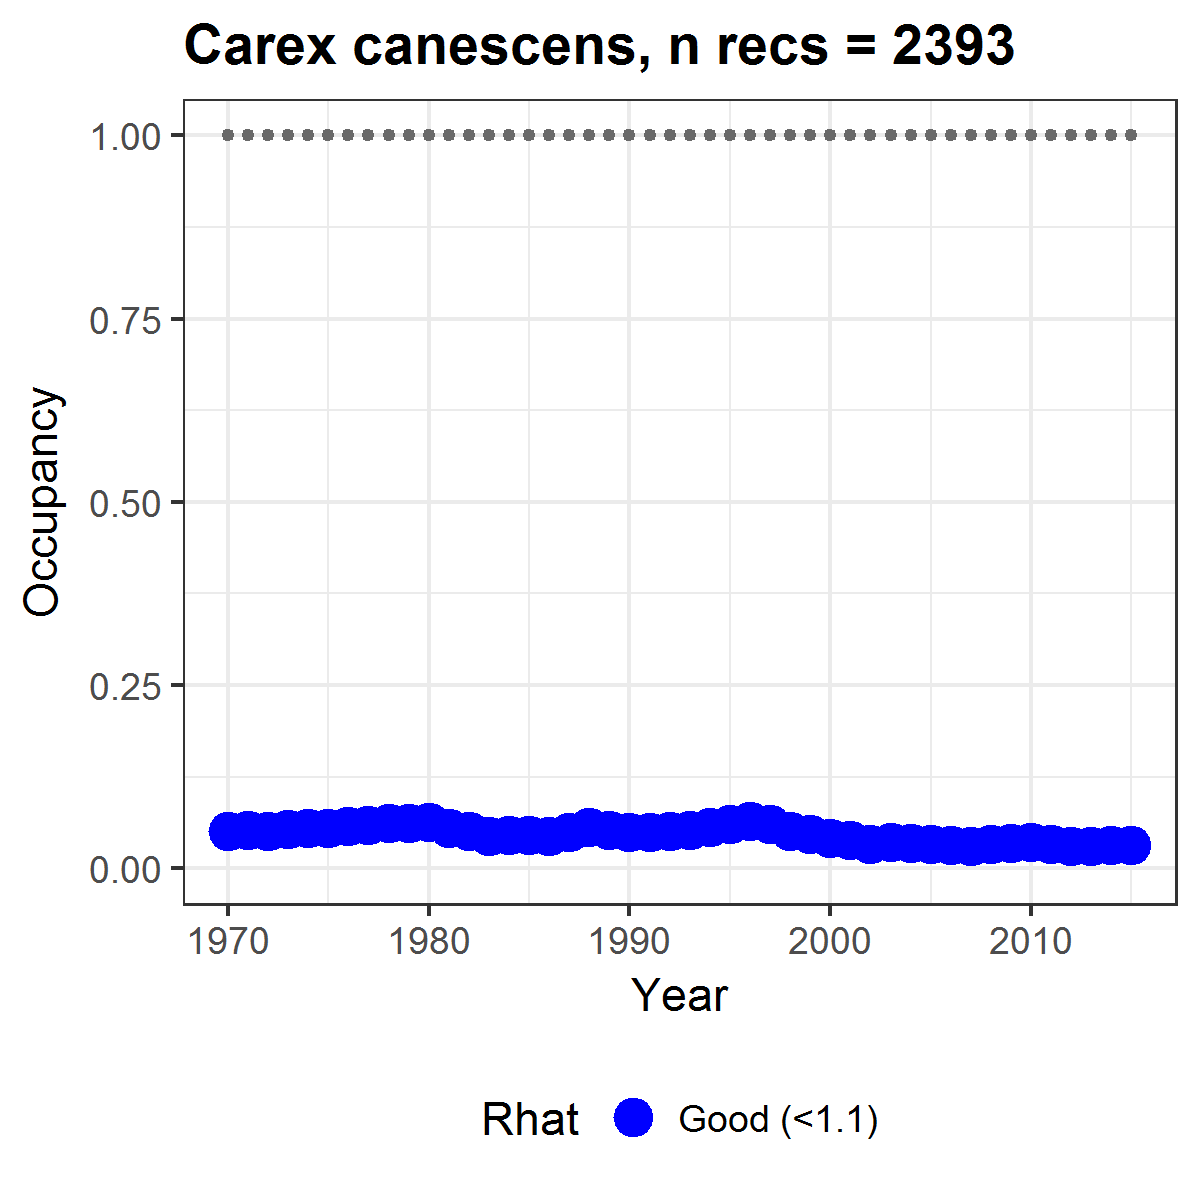 Carex canescens, n recs = 2393
1.00
0.75
0.50
0.25
0.00
Occupancy
1970 1980 1990 2000 2010
Year
Rhat Good (<1.1)